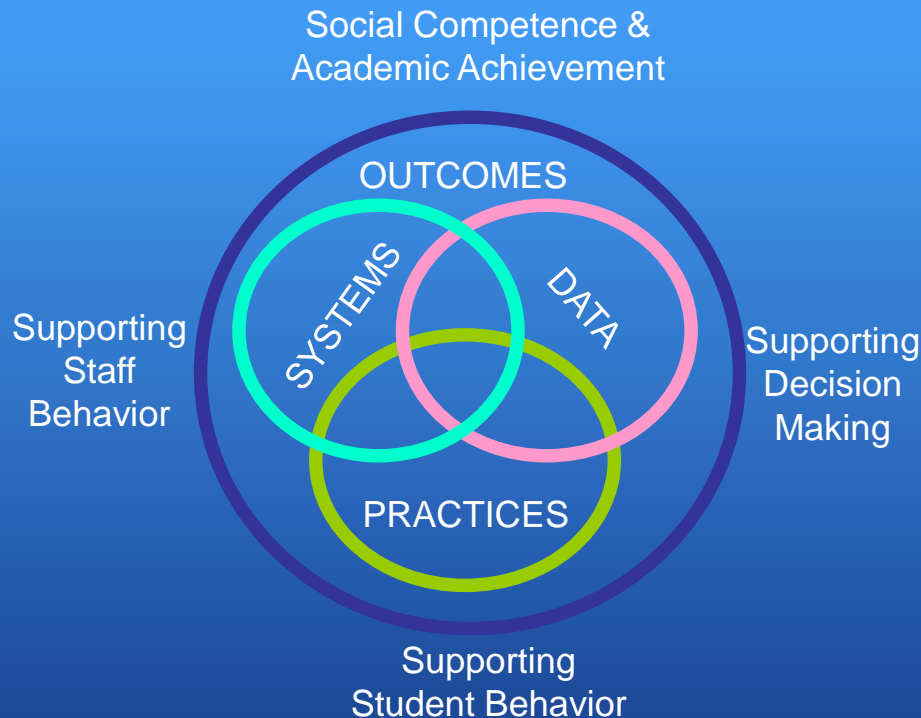 Social Competence &
Academic Achievement
OUTCOMES
SYSTEMS
DATA
Supporting
Staff
Behavior
Supporting
Decision
Making
PRACTICES
Supporting
Student Behavior